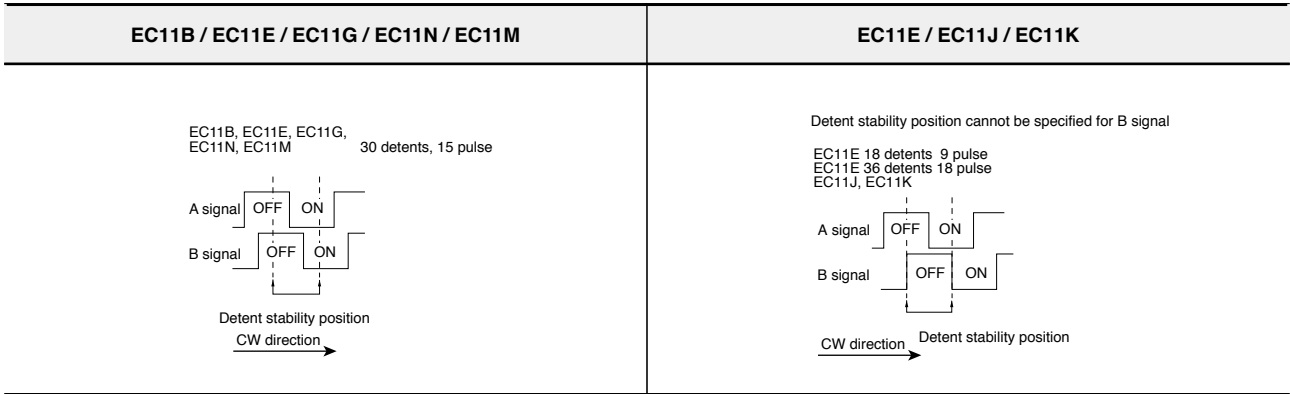 EC11B / EC11E / EC11G / EC11N / EC11M
EC11E / EC11J / EC11K
EC11B, EC11E, EC11G,
EC11N, EC11M 30 detents, 15 pulse
A signal OFF ON
B signal OFF ON
Detent stability position
CW direction
Detent stability position cannot be specified for B signal
EC11E 18 detents 9 pulse
EC11E 36 detents 18 pulse
EC11J, EC11K
A signal OFF ON
B signal OFF ON
CW direction Detent stability position